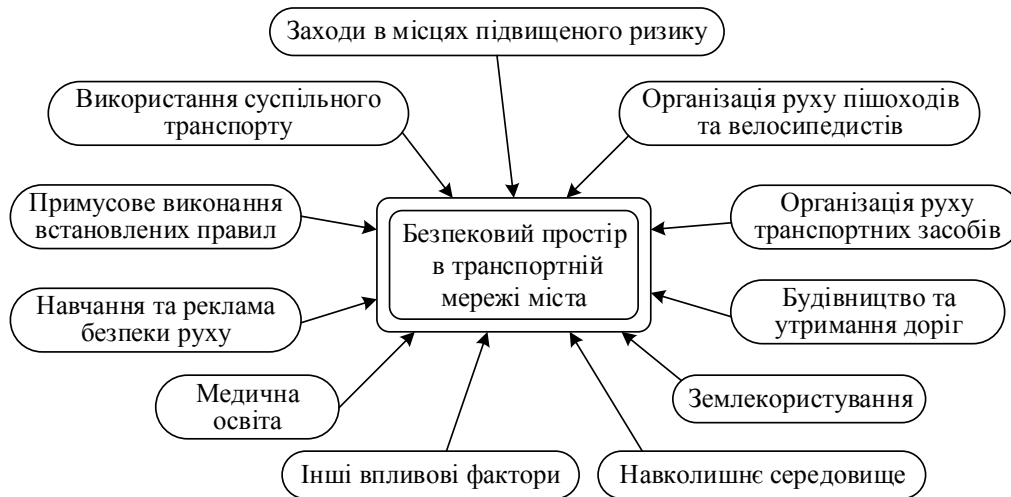 Заходи в місцях підвищеного ризику
Використання суспільного
транспорту
Організація руху пішоходів
та велосипедистів
Примусове виконання
встановлених правил
Безпековий простір
в транспортній
мережі міста
Організація руху
транспортних засобів
Навчання та реклама
безпеки руху
Будівництво та
утримання доріг
Медична
освіта
Землекористування
Інші впливові фактори
Навколишнє середовище